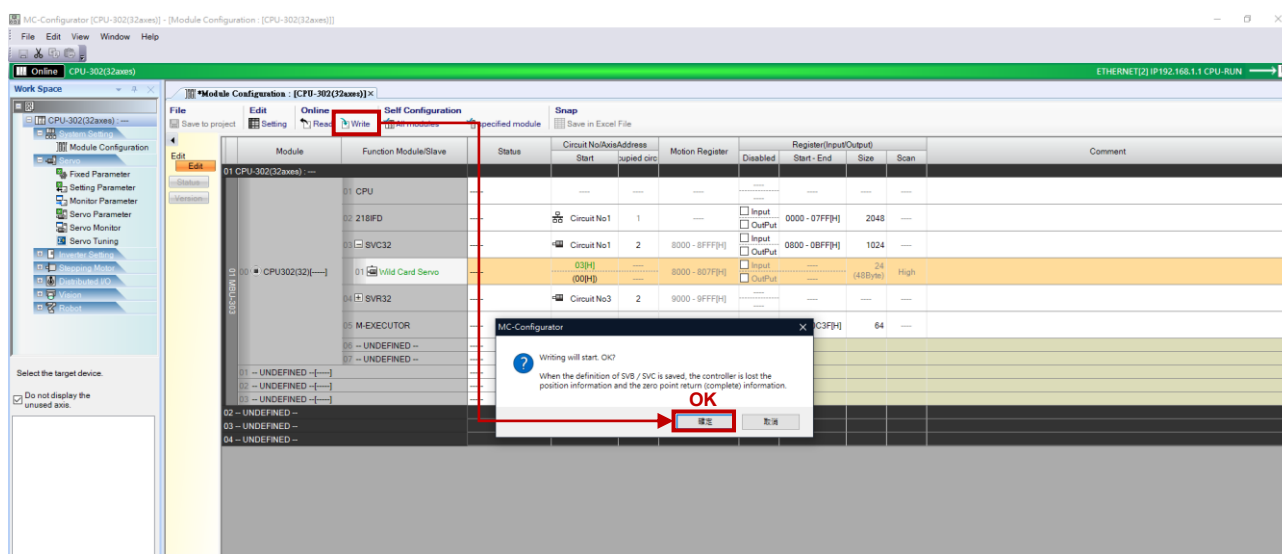 MC-Configurator [CPU-302(32axes)] - [Module Configuration : [CPU-302(32axes)]]
File Edit View Window Help
Online CPU-302(32axes) ETHERNET[2] IP192.168.1.1 CPU-RUN
Work Space
CPU-302(32axes) : ---
System Setting
Module Configuration
Servo
Fixed Parameter
Setting Parameter
Monitor Parameter
Servo Parameter
Servo Monitor
Servo Tuning
Inverter Setting
Stepping Motor
Distributed I/O
Vision
Robot
Select the target device.
Do not display the
unused axis.
*Module Configuration : [CPU-302(32axes)]
File Edit Online Self Configuration Snap
Save to project Setting Read Write All modules specified module Save in Excel File
Edit
Edit
Status
Version
Module Function Module/Slave Status Circuit No/AxisAddress Motion Register Register(Input/Output) Comment
Start upied circ Disabled Start - End Size Scan
01 CPU-302(32axes) : ---
01 MBU-303
00 CPU302(32)[----]
01 CPU ---- ---- ---- ---- ---- ---- ---- ----
02 218IFD ---- Circuit No1 1 ---- Input OutPut 0000 - 07FF[H] 2048 ----
03 SVC32 ---- Circuit No1 2 8000 - 8FFF[H] Input OutPut 0800 - 0BFF[H] 1024 ----
01 Wild Card Servo ---- 03[H] (00[H]) ---- 8000 - 807F[H] Input OutPut ---- 24 (48Byte) High
04 SVR32 ---- Circuit No3 2 9000 - 9FFF[H] ---- ---- ---- ----
05 M-EXECUTOR ---- C3F[H] 64 ----
06 -- UNDEFINED --
07 -- UNDEFINED --
01 -- UNDEFINED --[----]
02 -- UNDEFINED --[----]
03 -- UNDEFINED --[----]
02 -- UNDEFINED --
03 -- UNDEFINED --
04 -- UNDEFINED --
MC-Configurator
Writing will start. OK?
When the definition of SVB / SVC is saved, the controller is lost the
position information and the zero point return (complete) information.
OK
確定 取消